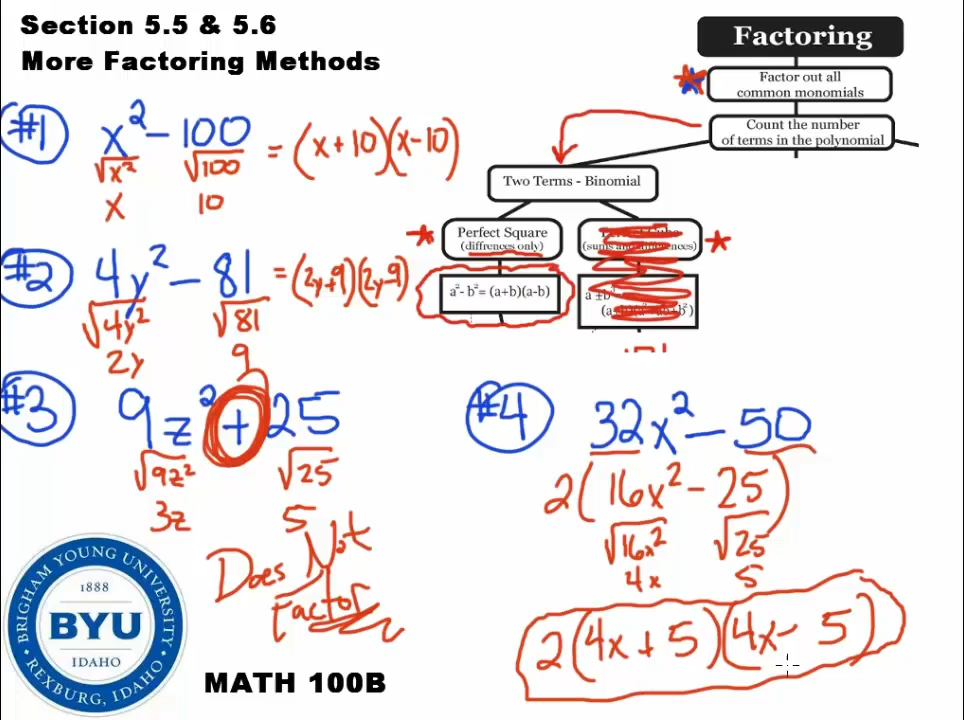 Section 5.5 & 5.6
More Factoring Methods
Factoring
Factor out all
common monomials
Count the number
of terms in the polynomial
Two Terms - Binomial
Perfect Square
(diffrences only)
(sums and differences)
a² - b² = (a+b)(a-b)
a ± b
#1
x² - 100 = (x+10)(x-10)
√x² √100
x 10
#2
4y² - 81 = (2y+9)(2y-9)
√4y² √81
2y 9
#3
9z² + 25
√9z² √25
3z 5
Does Not
Factor
#4
32x² - 50
2(16x² - 25)
√16x² √25
4x 5
2(4x + 5)(4x - 5)
BRIGHAM YOUNG UNIVERSITY
1888
BYU
IDAHO
• REXBURG, IDAHO •
MATH 100B